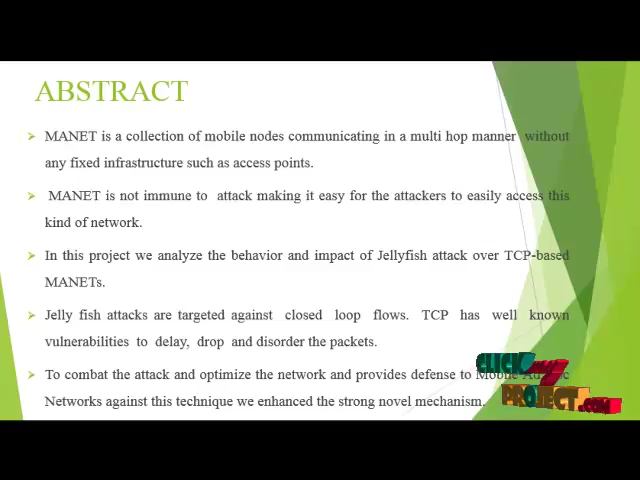 ABSTRACT
MANET is a collection of mobile nodes communicating in a multi hop manner without
any fixed infrastructure such as access points.
MANET is not immune to attack making it easy for the attackers to easily access this
kind of network.
In this project we analyze the behavior and impact of Jellyfish attack over TCP-based
MANETs.
Jelly fish attacks are targeted against closed loop flows. TCP has well known
vulnerabilities to delay, drop and disorder the packets.
To combat the attack and optimize the network and provides defense to Mobile
Networks against this technique we enhanced the strong novel mechanism.
CLICK
MY
PROJECT.COM